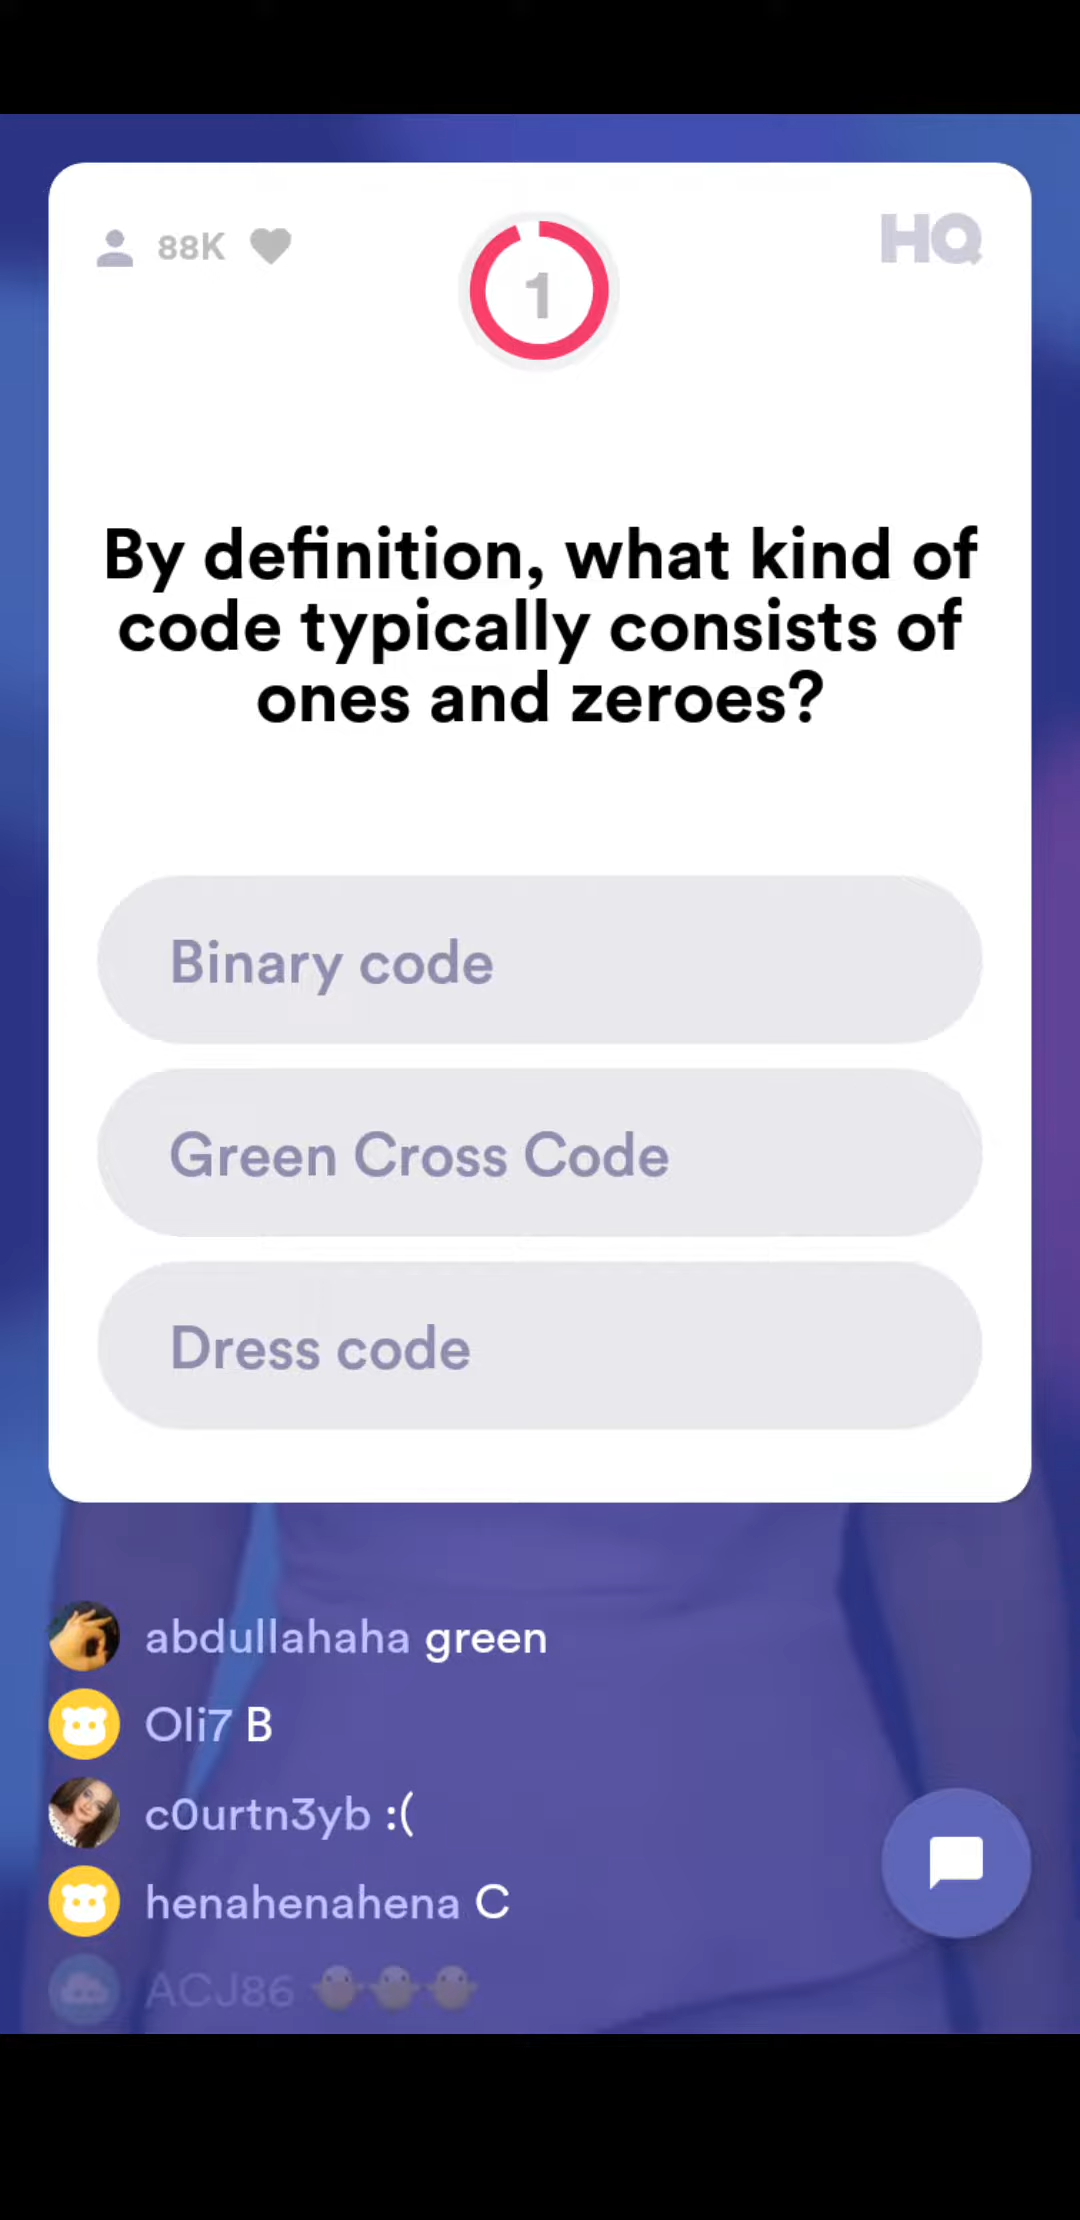 88K
1
HQ
By definition, what kind of
code typically consists of
ones and zeroes?
Binary code
Green Cross Code
Dress code
abdullahaha green
Oli7 B
c0urtn3yb :(
henahenahena C
ACJ86 🐥🐥🐥